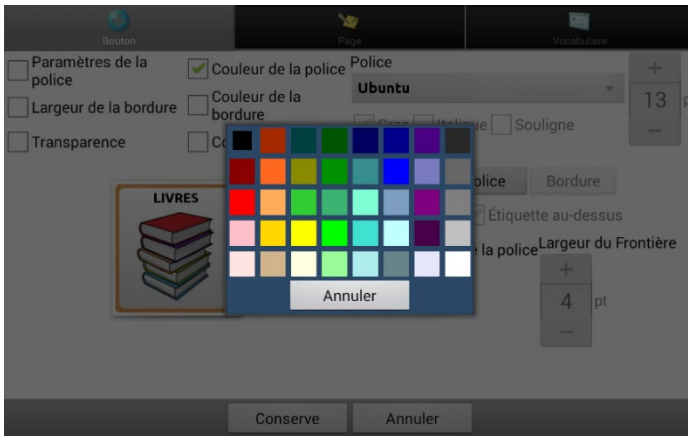 Bouton
Page
Vocabulaire
Paramètres de la
police
Couleur de la police
Police
Ubuntu
Largeur de la bordure
Couleur de la
bordure
13
Gras
Italique
Souligne
Transparence
Co
LIVRES
olice
Bordure
Étiquette au-dessus
e la police
Largeur du Frontière
4 pt
Annuler
Conserve
Annuler